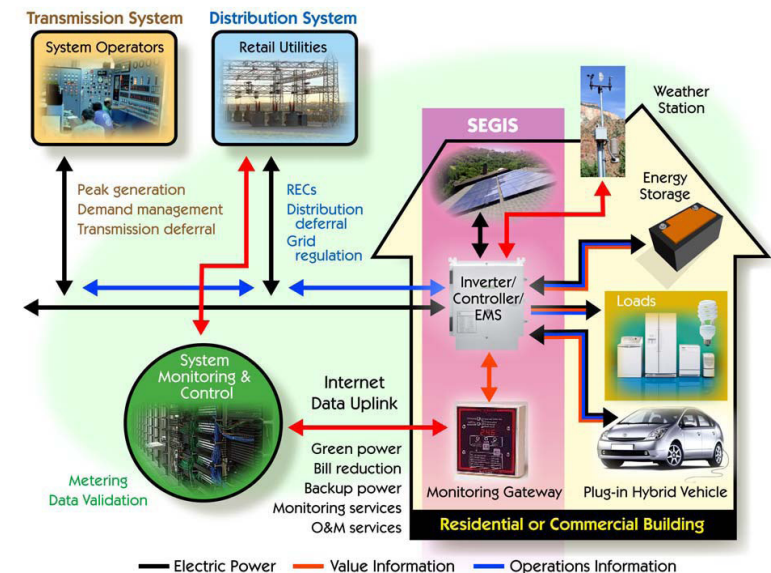 Transmission System
Distribution System
System Operators
Retail Utilities
Weather
Station
SEGIS
Energy
Storage
Peak generation
Demand management
Transmission deferral
RECs
Distribution
deferral
Grid
regulation
Inverter/
Controller/
EMS
Loads
System
Monitoring &
Control
Internet
Data Uplink
Green power
Bill reduction
Backup power
Monitoring services
O&M services
Metering
Data Validation
Monitoring Gateway
Plug-in Hybrid Vehicle
Residential or Commercial Building
Electric Power
Value Information
Operations Information